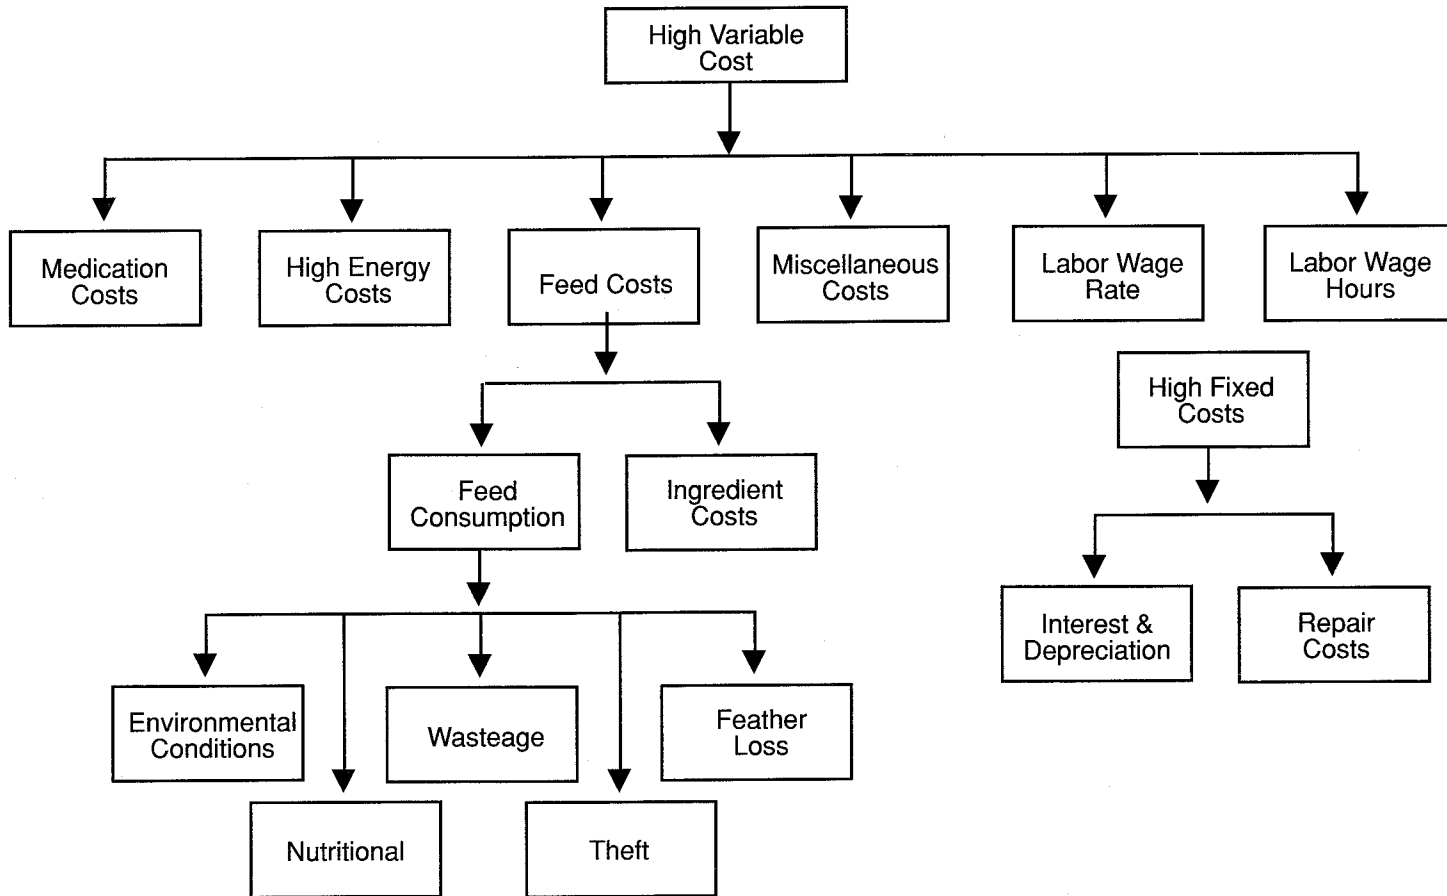 High Variable
Cost
Medication
Costs
High Energy
Costs
Feed Costs
Miscellaneous
Costs
Labor Wage
Rate
Labor Wage
Hours
High Fixed
Costs
Feed
Consumption
Ingredient
Costs
Interest &
Depreciation
Repair
Costs
Environmental
Conditions
Wasteage
Feather
Loss
Nutritional
Theft